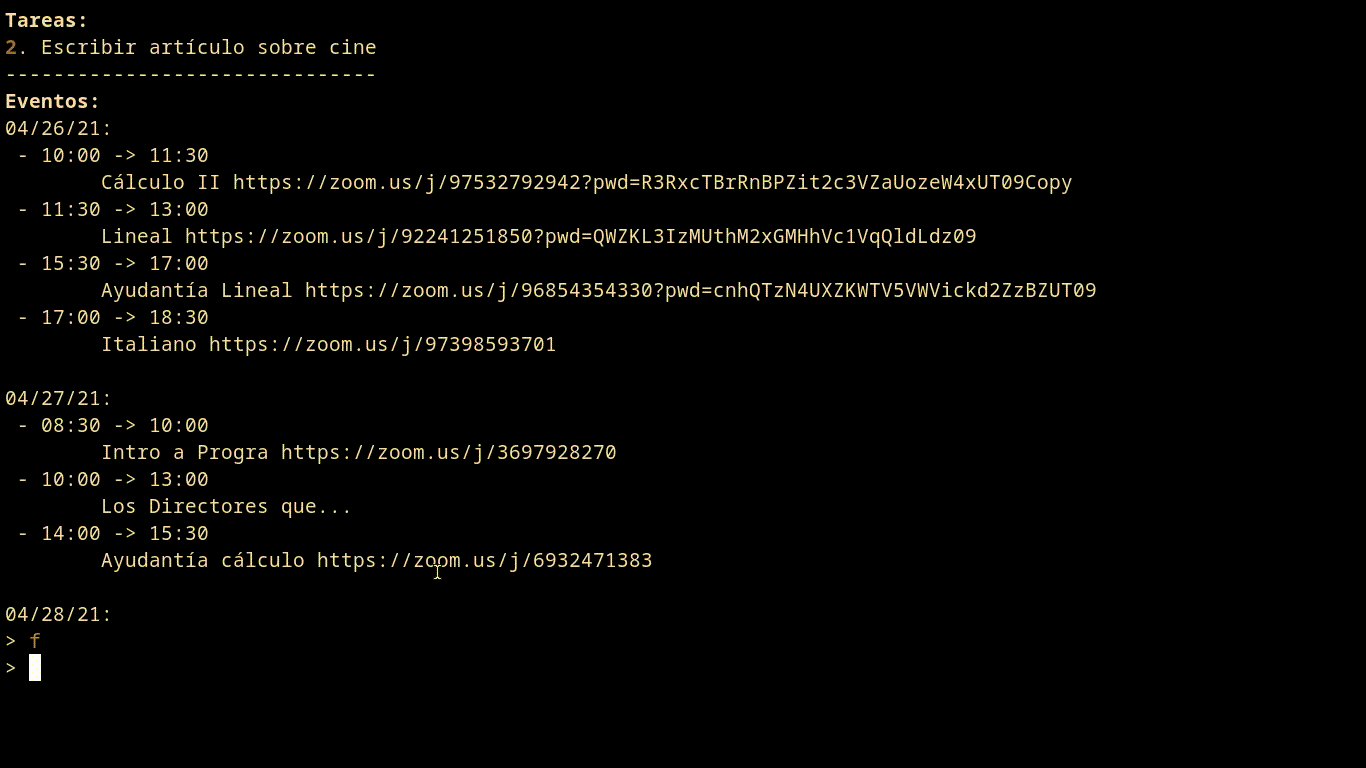 Tareas:
2. Escribir artículo sobre cine
-------------------------------
Eventos:
04/26/21:
- 10:00 -> 11:30
Cálculo II https://zoom.us/j/97532792942?pwd=R3RxcTBrRnBPZit2c3VZaUozeW4xUT09Copy
- 11:30 -> 13:00
Lineal https://zoom.us/j/92241251850?pwd=QWZKL3IzMUthM2xGMHhVc1VqQldLdz09
- 15:30 -> 17:00
Ayudantía Lineal https://zoom.us/j/96854354330?pwd=cnhQTzN4UXZKWTV5VWVickd2ZzBZUT09
- 17:00 -> 18:30
Italiano https://zoom.us/j/97398593701
04/27/21:
- 08:30 -> 10:00
Intro a Progra https://zoom.us/j/3697928270
- 10:00 -> 13:00
Los Directores que...
- 14:00 -> 15:30
Ayudantía cálculo https://zoom.us/j/6932471383
04/28/21:
> f
>